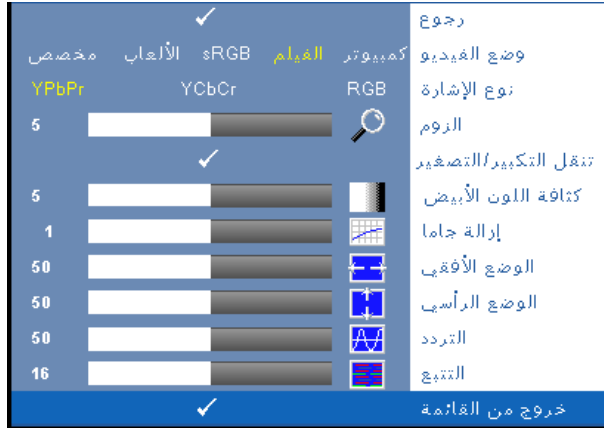 رجوع
وضع الفيديو كمبيوتر الفيلم sRGB الألعاب مخصص
نوع الإشارة RGB YCbCr YPbPr
الزوم 5
تنقل التكبير/التصغير
كثافة اللون الأبيض 5
إزالة جاما 1
الوضع الأفقي 50
الوضع الرأسي 50
التردد 50
التتبع 16
خروج من القائمة